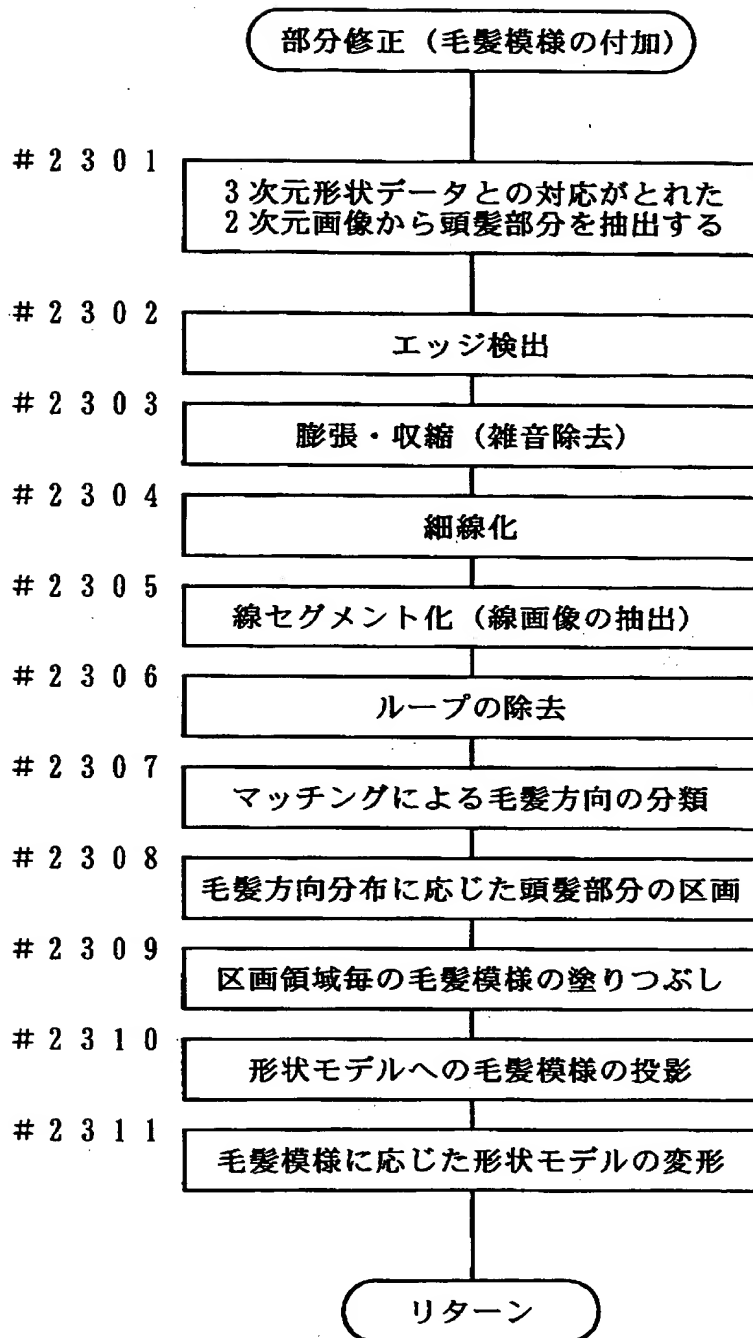 部分修正（毛髪模様の付加）
#2301
3次元形状データとの対応がとれた
2次元画像から頭髪部分を抽出する
#2302
エッジ検出
#2303
膨張・収縮（雑音除去）
#2304
細線化
#2305
線セグメント化（線画像の抽出）
#2306
ループの除去
#2307
マッチングによる毛髪方向の分類
#2308
毛髪方向分布に応じた頭髪部分の区画
#2309
区画領域毎の毛髪模様の塗りつぶし
#2310
形状モデルへの毛髪模様の投影
#2311
毛髪模様に応じた形状モデルの変形
リターン